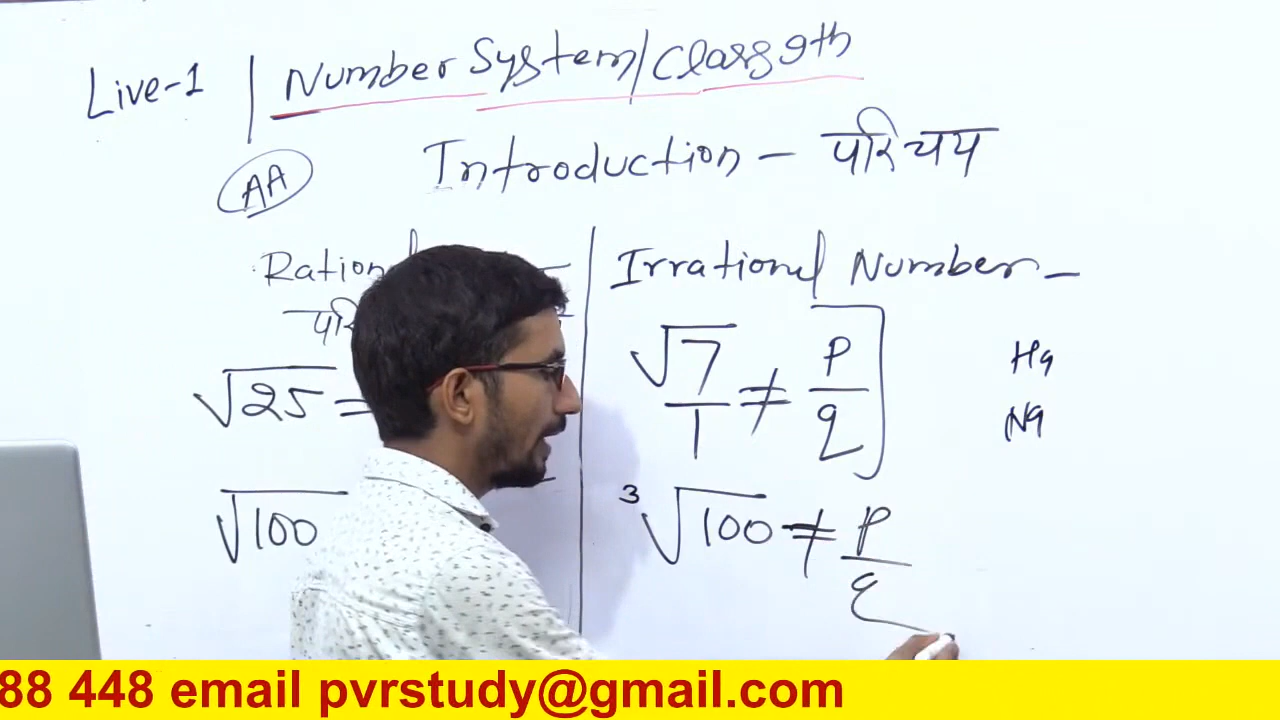 Live-1 | Number System/Class 9th
Introduction - परिचय
AA
Irrational Number -
√25 =
√100
√7/1 ≠ p/q
Hq
Nq
³√100 ≠ p/q
88 448 email pvrstudy@gmail.com